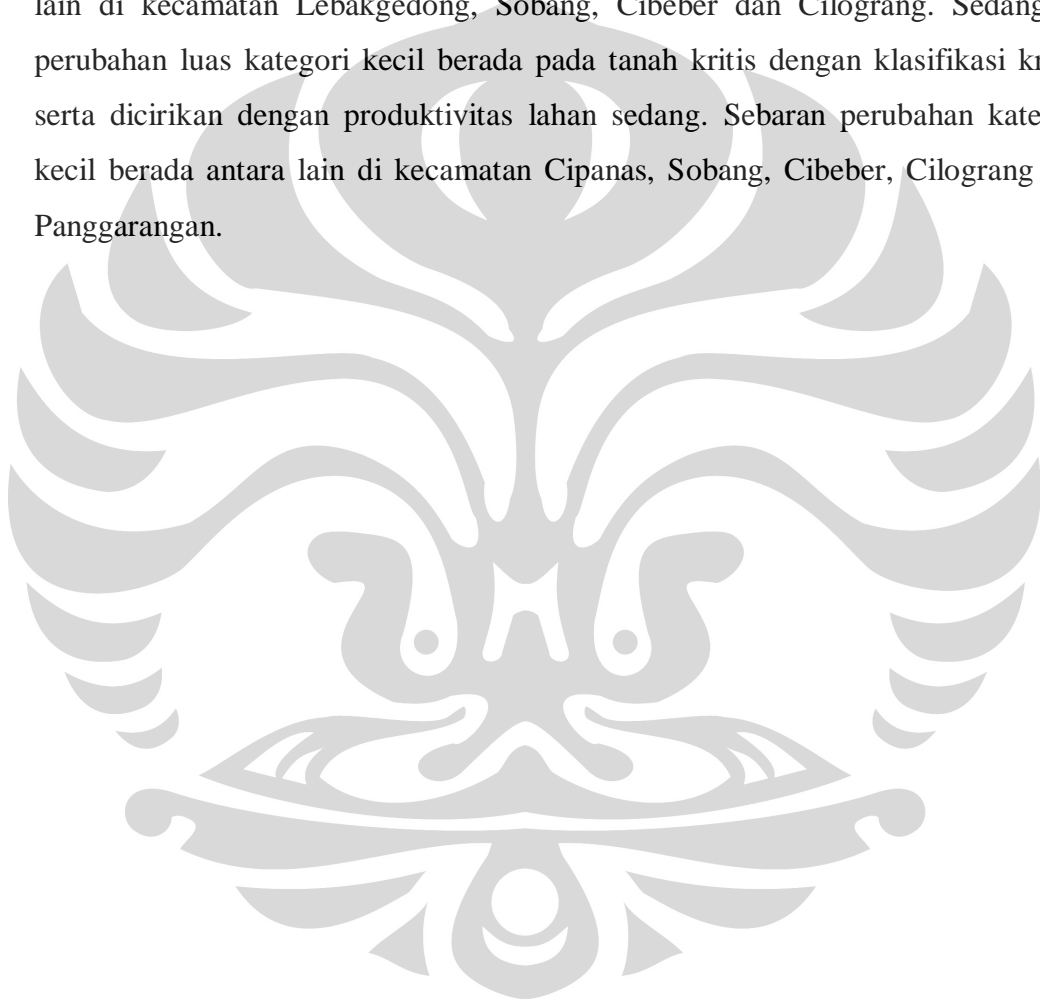 lain di kecamatan Lebakgedong, Sobang, Cibeber dan Cilograng. Sedang
perubahan luas kategori kecil berada pada tanah kritis dengan klasifikasi
serta dicirikan dengan produktivitas lahan sedang. Sebaran perubahan
kecil berada antara lain di kecamatan Cipanas, Sobang, Cibeber, Cilograng
Panggarangan.